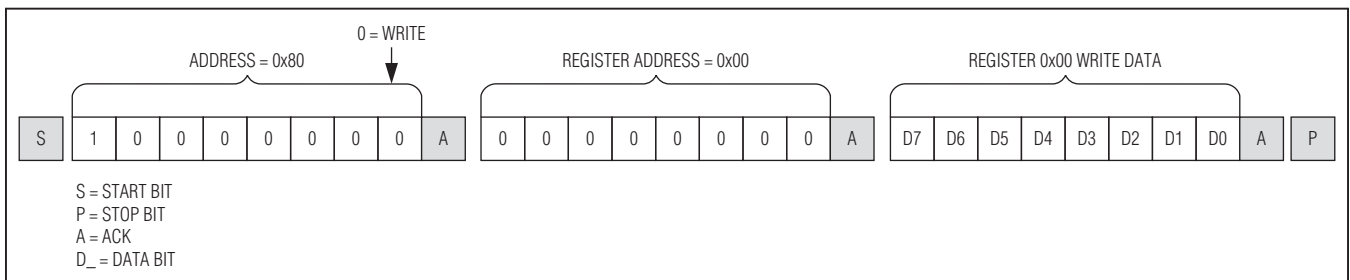 0 = WRITE
ADDRESS = 0x80 REGISTER ADDRESS = 0x00 REGISTER 0x00 WRITE DATA
S 1 0 0 0 0 0 0 0 A 0 0 0 0 0 0 0 0 A D7 D6 D5 D4 D3 D2 D1 D0 A P
S = START BIT
P = STOP BIT
A = ACK
D_ = DATA BIT